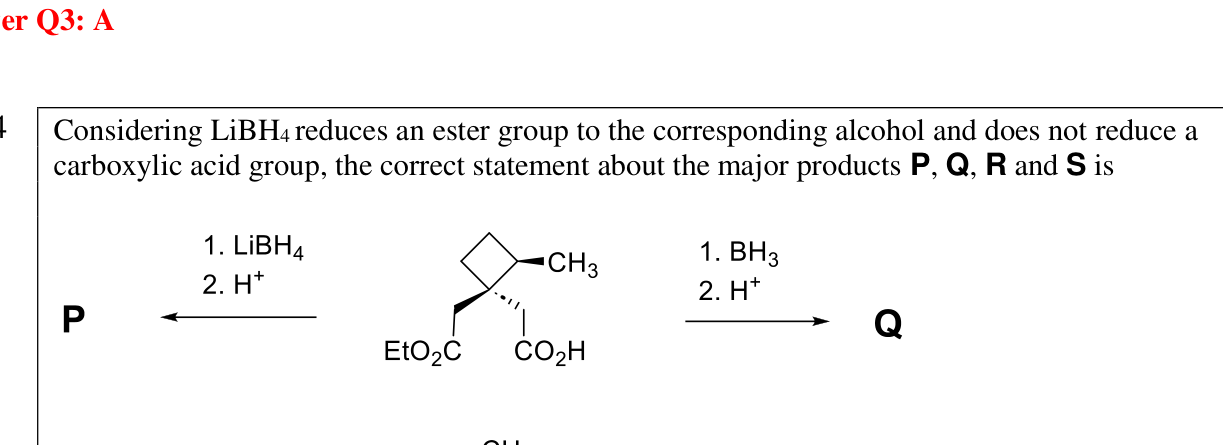 er Q3: A
Considering LiBH4 reduces an ester group to the corresponding alcohol and does not reduce a
carboxylic acid group, the correct statement about the major products P, Q, R and S is
1. LiBH4
2. H+
P
CH3
EtO2C
CO2H
1. BH3
2. H+
Q